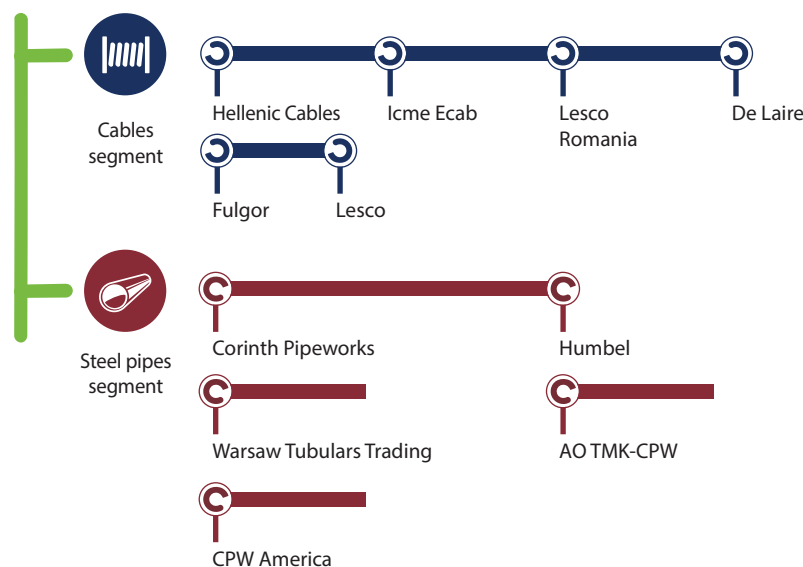 Cables
segment
Hellenic Cables
Icme Ecab
Lesco
Romania
De Laire
Fulgor
Lesco
Steel pipes
segment
Corinth Pipeworks
Humbel
Warsaw Tubulars Trading
AO TMK-CPW
CPW America